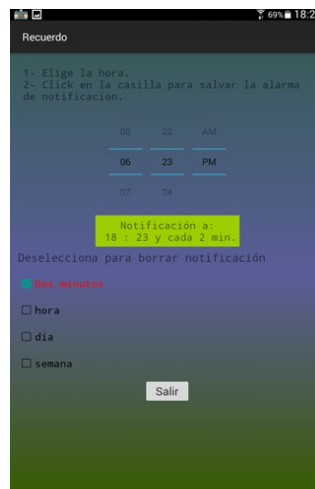 69% 18:2
Recuerdo
1- Elige la hora.
2- Click en la casilla para salvar la alarma
de notificación.
05 22 AM
06 : 23 PM
07 24
Notificación a:
18 : 23 y cada 2 min.
Deselecciona para borrar notificación
Dos minutos
hora
día
semana
Salir